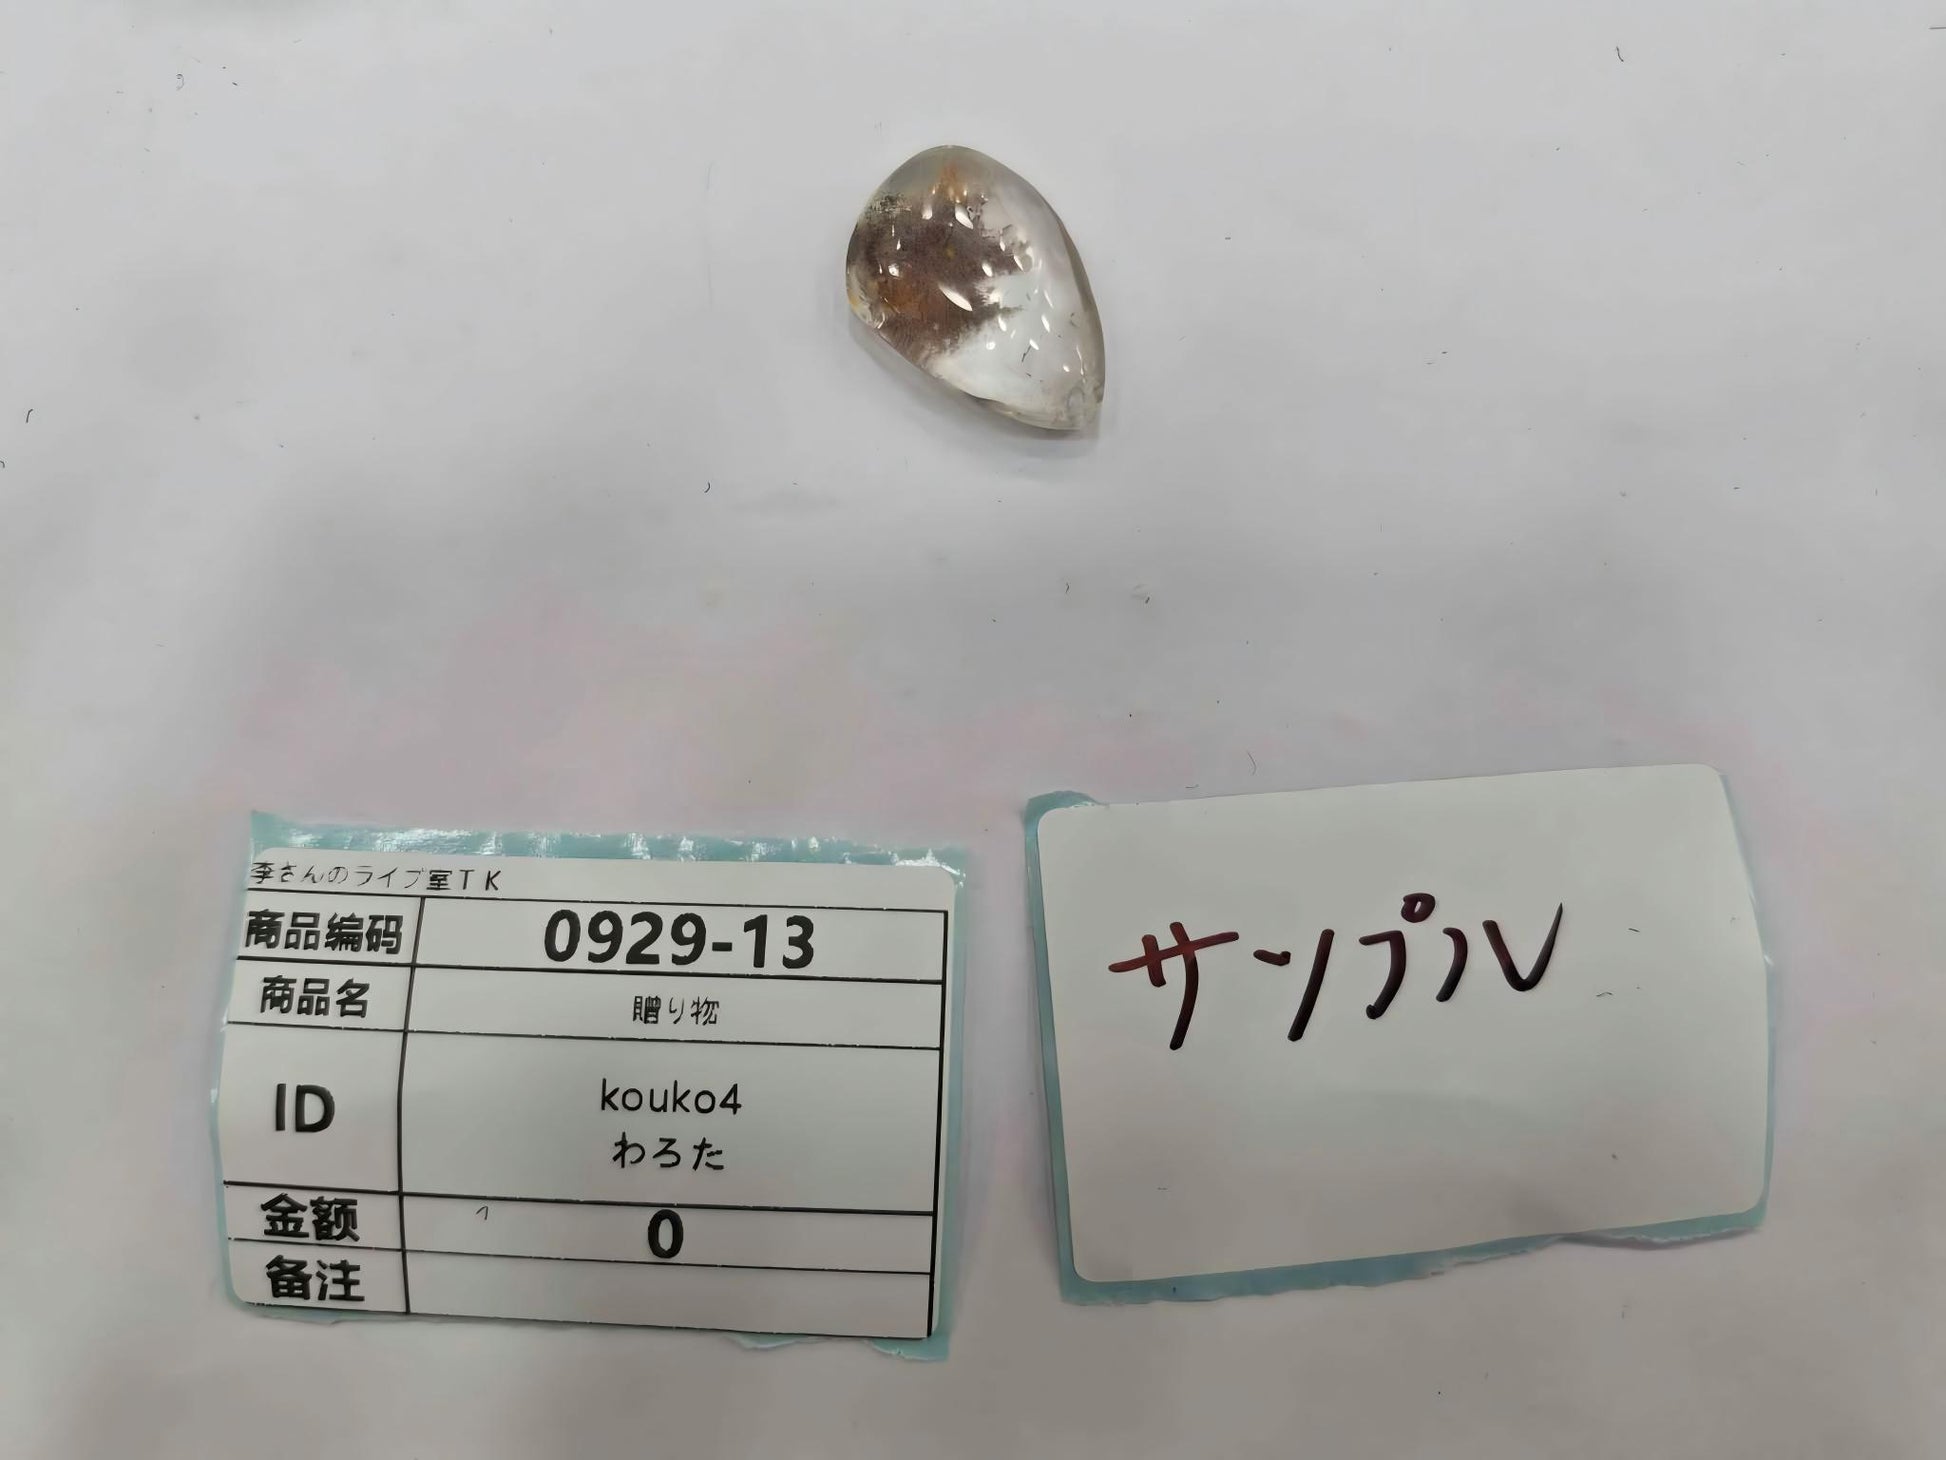 李さんのライブ室TK
商品编码 0929-13
商品名 贈り物
ID kouko4
わろた
金额 0
备注
サンプル